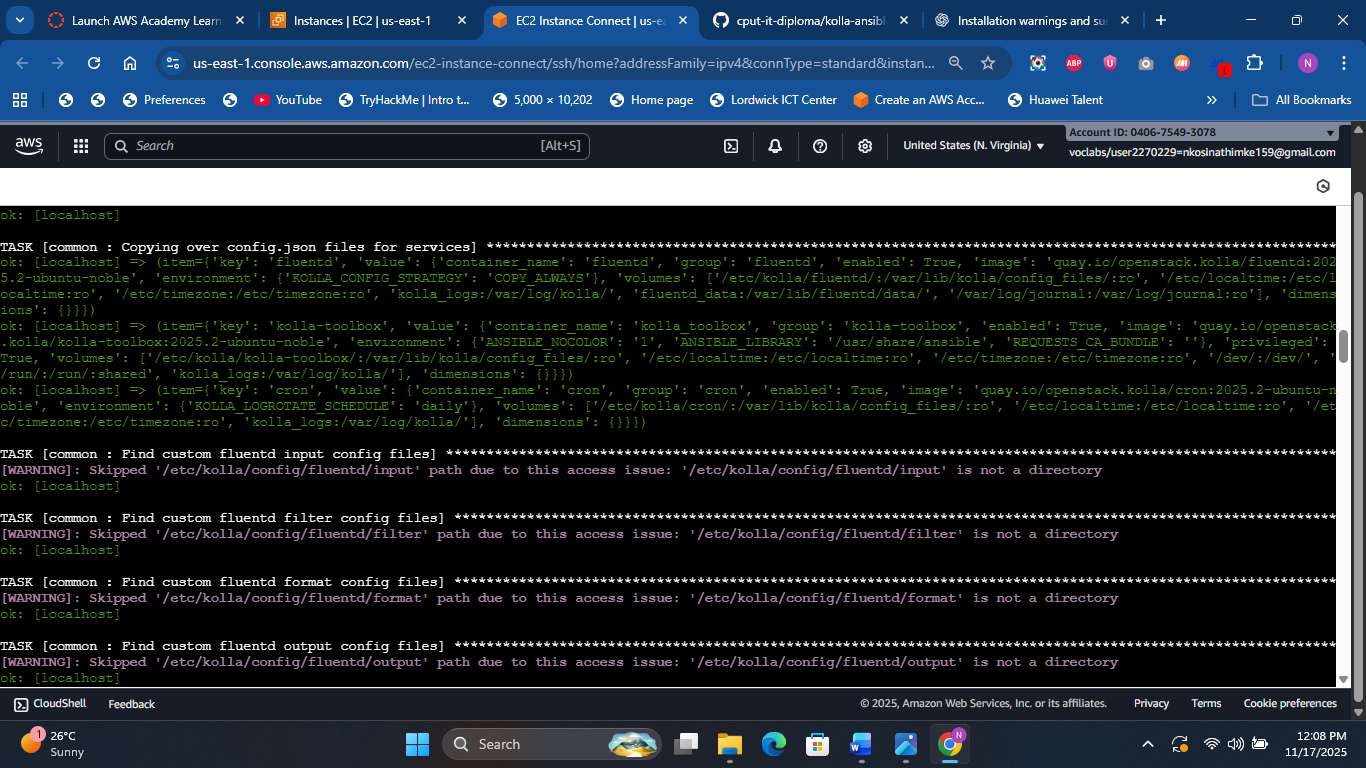 Launch AWS Academy Learn
Instances | EC2 | us-east-1
EC2 Instance Connect | us-ea
cput-it-diploma/kolla-ansible
Installation warnings and su
us-east-1.console.aws.amazon.com/ec2-instance-connect/ssh/home?addressFamily=ipv4&connType=standard&instan...
ABP
N
Preferences
YouTube
TryHackMe | Intro t...
5,000 × 10,202
Home page
Lordwick ICT Center
Create an AWS Acc...
Huawei Talent
All Bookmarks
aws
Search
[Alt+S]
United States (N. Virginia)
Account ID: 0406-7549-3078
voclabs/user2270229=nkosinathimke159@gmail.com
ok: [localhost]
TASK [common : Copying over config.json files for services] *****************************************************************************************************
ok: [localhost] => (item={'key': 'fluentd', 'value': {'container_name': 'fluentd', 'group': 'fluentd', 'enabled': True, 'image': 'quay.io/openstack.kolla/fluentd:202
5.2-ubuntu-noble', 'environment': {'KOLLA_CONFIG_STRATEGY': 'COPY_ALWAYS'}, 'volumes': ['/etc/kolla/fluentd/:/var/lib/kolla/config_files/:ro', '/etc/localtime:/etc/l
ocaltime:ro', '/etc/timezone:/etc/timezone:ro', 'kolla_logs:/var/log/kolla/', 'fluentd_data:/var/lib/fluentd/data/', '/var/log/journal:/var/log/journal:ro'], 'dimens
ions': {}}})
ok: [localhost] => (item={'key': 'kolla-toolbox', 'value': {'container_name': 'kolla_toolbox', 'group': 'kolla-toolbox', 'enabled': True, 'image': 'quay.io/openstack
.kolla/kolla-toolbox:2025.2-ubuntu-noble', 'environment': {'ANSIBLE_NOCOLOR': '1', 'ANSIBLE_LIBRARY': '/usr/share/ansible', 'REQUESTS_CA_BUNDLE': ''}, 'privileged':
True, 'volumes': ['/etc/kolla/kolla-toolbox/:/var/lib/kolla/config_files/:ro', '/etc/localtime:/etc/localtime:ro', '/etc/timezone:/etc/timezone:ro', '/dev/:/dev/', '
/run/:/run/:shared', 'kolla_logs:/var/log/kolla/'], 'dimensions': {}}})
ok: [localhost] => (item={'key': 'cron', 'value': {'container_name': 'cron', 'group': 'cron', 'enabled': True, 'image': 'quay.io/openstack.kolla/cron:2025.2-ubuntu-n
oble', 'environment': {'KOLLA_LOGROTATE_SCHEDULE': 'daily'}, 'volumes': ['/etc/kolla/cron/:/var/lib/kolla/config_files/:ro', '/etc/localtime:/etc/localtime:ro', '/et
c/timezone:/etc/timezone:ro', 'kolla_logs:/var/log/kolla/'], 'dimensions': {}}})
TASK [common : Find custom fluentd input config files] **********************************************************************************************************
[WARNING]: Skipped '/etc/kolla/config/fluentd/input' path due to this access issue: '/etc/kolla/config/fluentd/input' is not a directory
ok: [localhost]
TASK [common : Find custom fluentd filter config files] *********************************************************************************************************
[WARNING]: Skipped '/etc/kolla/config/fluentd/filter' path due to this access issue: '/etc/kolla/config/fluentd/filter' is not a directory
ok: [localhost]
TASK [common : Find custom fluentd format config files] *********************************************************************************************************
[WARNING]: Skipped '/etc/kolla/config/fluentd/format' path due to this access issue: '/etc/kolla/config/fluentd/format' is not a directory
ok: [localhost]
TASK [common : Find custom fluentd output config files] *********************************************************************************************************
[WARNING]: Skipped '/etc/kolla/config/fluentd/output' path due to this access issue: '/etc/kolla/config/fluentd/output' is not a directory
ok: [localhost]
CloudShell
Feedback
© 2025, Amazon Web Services, Inc. or its affiliates.
Privacy
Terms
Cookie preferences
1
26°C
Sunny
Search
N
12:08 PM
11/17/2025